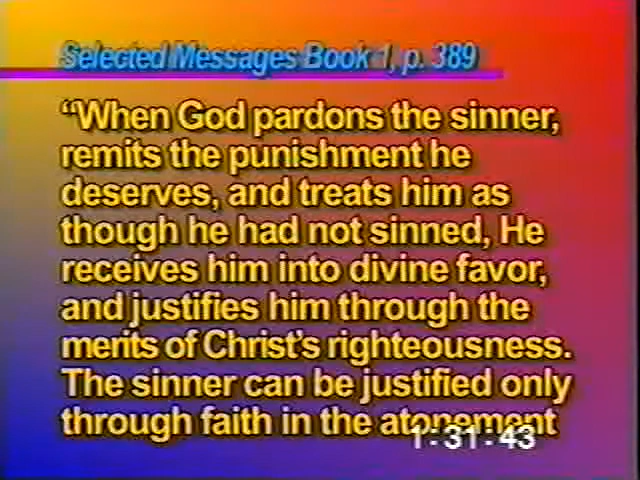 Selected Messages Book 1, p. 389
“When God pardons the sinner,
remits the punishment he
deserves, and treats him as
though he had not sinned, He
receives him into divine favor,
and justifies him through the
merits of Christ's righteousness.
The sinner can be justified only
through faith in the atonement
1:31:43